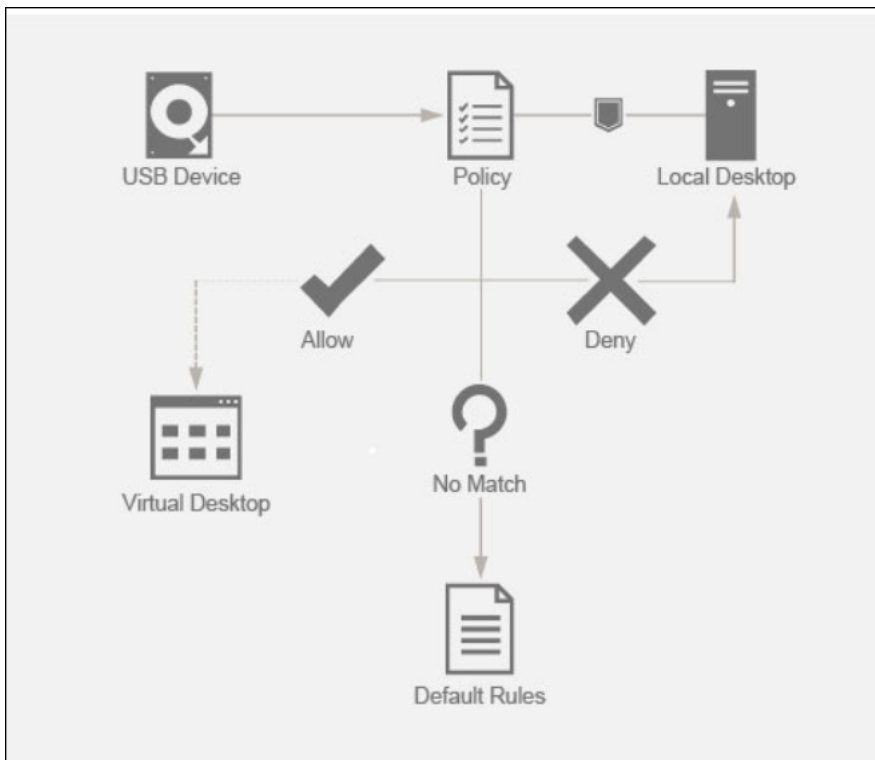 USB Device
Policy
Local Desktop
Allow
Deny
No Match
Virtual Desktop
Default Rules